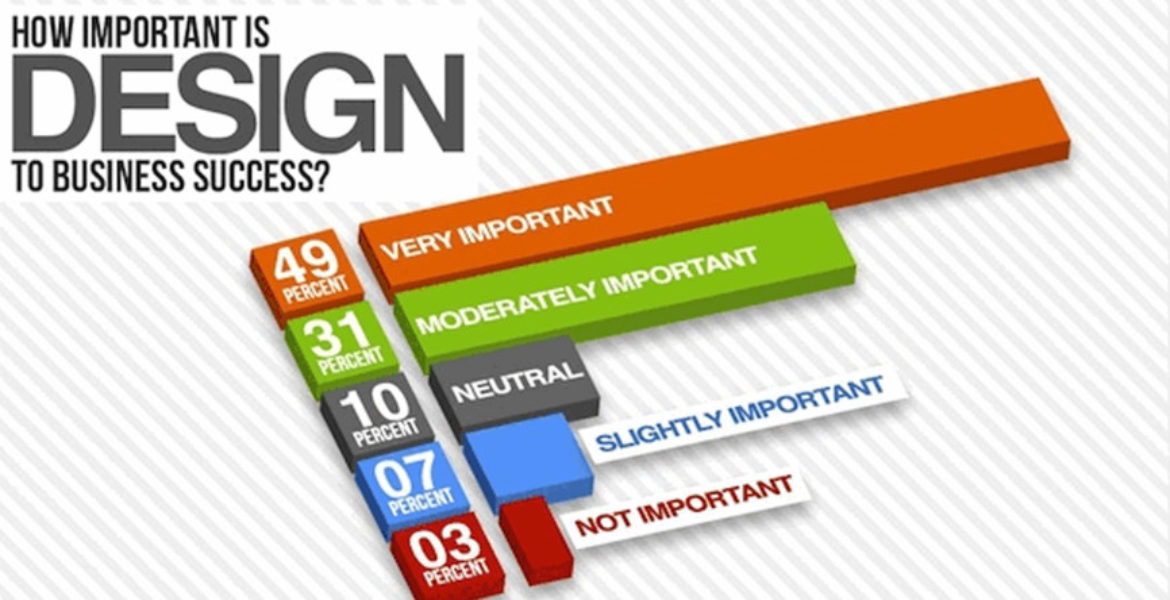 HOW IMPORTANT IS
DESIGN
TO BUSINESS SUCCESS?
49
PERCENT
VERY IMPORTANT
31
PERCENT
MODERATELY IMPORTANT
10
PERCENT
NEUTRAL
07
PERCENT
SLIGHTLY IMPORTANT
03
PERCENT
NOT IMPORTANT